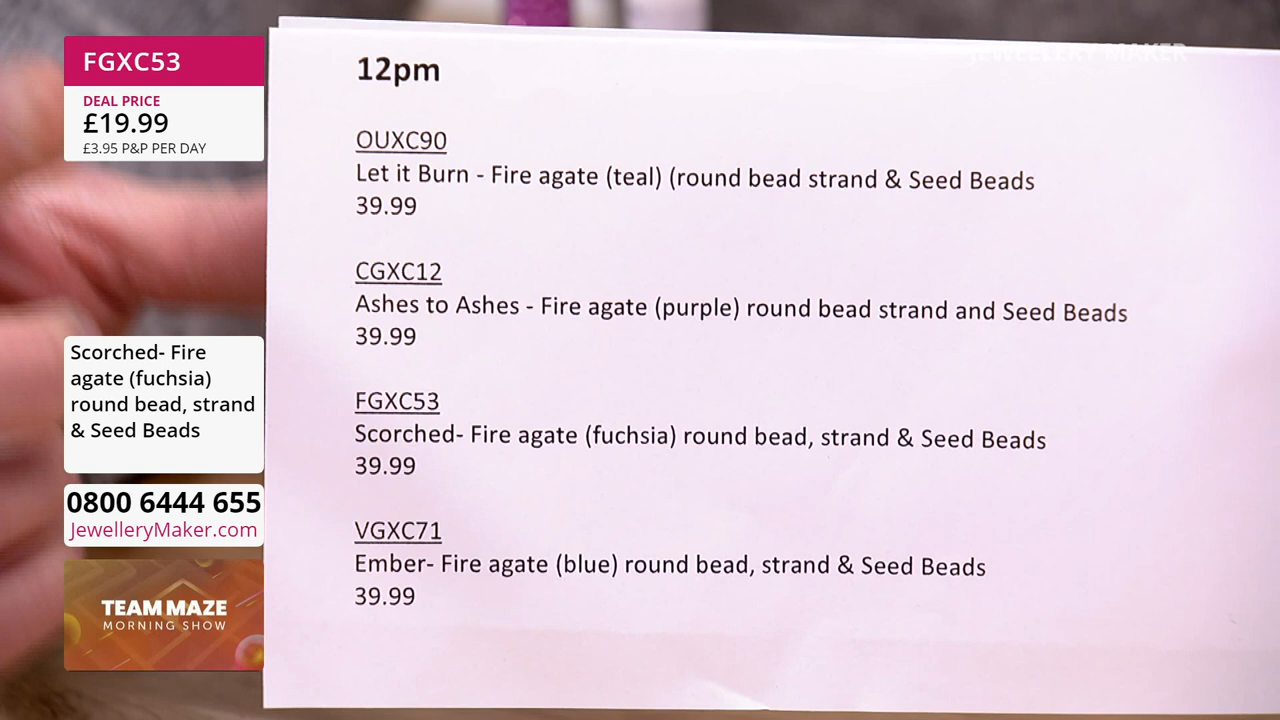 FGXC53
DEAL PRICE
£19.99
£3.95 P&P PER DAY
Scorched- Fire
agate (fuchsia)
round bead, strand
& Seed Beads
0800 6444 655
JewelleryMaker.com
TEAM MAZE
MORNING SHOW
JEWELLERY MAKER
12pm
OUXC90
Let it Burn - Fire agate (teal) (round bead strand & Seed Beads
39.99
CGXC12
Ashes to Ashes - Fire agate (purple) round bead strand and Seed Beads
39.99
FGXC53
Scorched- Fire agate (fuchsia) round bead, strand & Seed Beads
39.99
VGXC71
Ember- Fire agate (blue) round bead, strand & Seed Beads
39.99